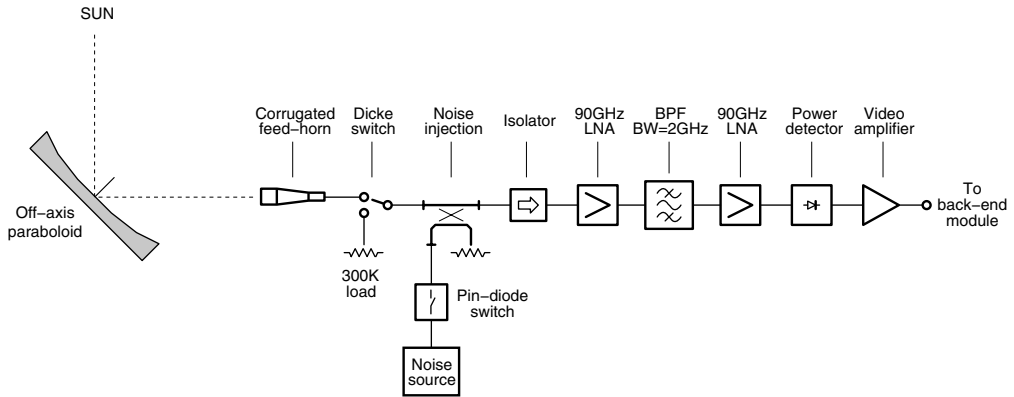 SUN
Off−axis
paraboloid
Corrugated
feed−horn
Dicke
switch
Noise
injection
Isolator
90GHz
LNA
BPF
BW=2GHz
90GHz
LNA
Power
detector
Video
amplifier
To
back−end
module
300K
load
Pin−diode
switch
Noise
source